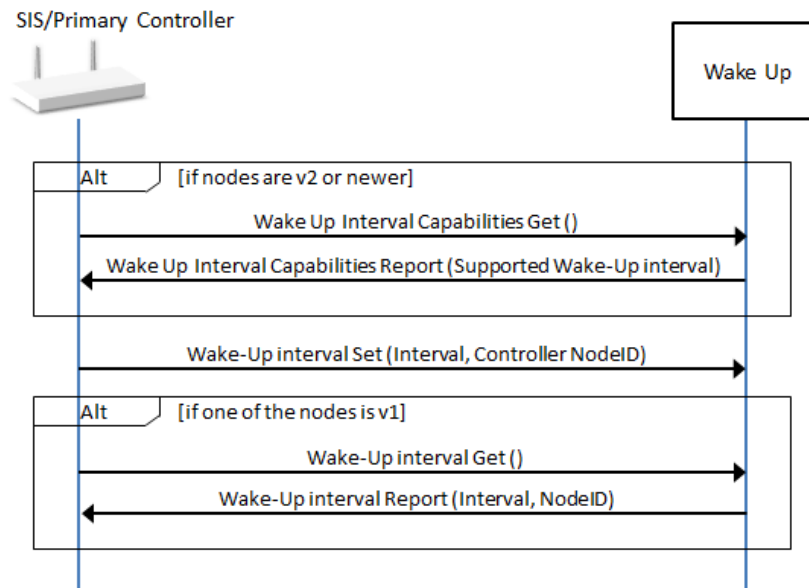 SIS/Primary Controller
Wake Up
Alt [if nodes are v2 or newer]
Wake Up Interval Capabilities Get ()
Wake Up Interval Capabilities Report (Supported Wake-Up interval)
Wake-Up interval Set (Interval, Controller NodeID)
Alt [if one of the nodes is v1]
Wake-Up interval Get ()
Wake-Up interval Report (Interval, NodeID)